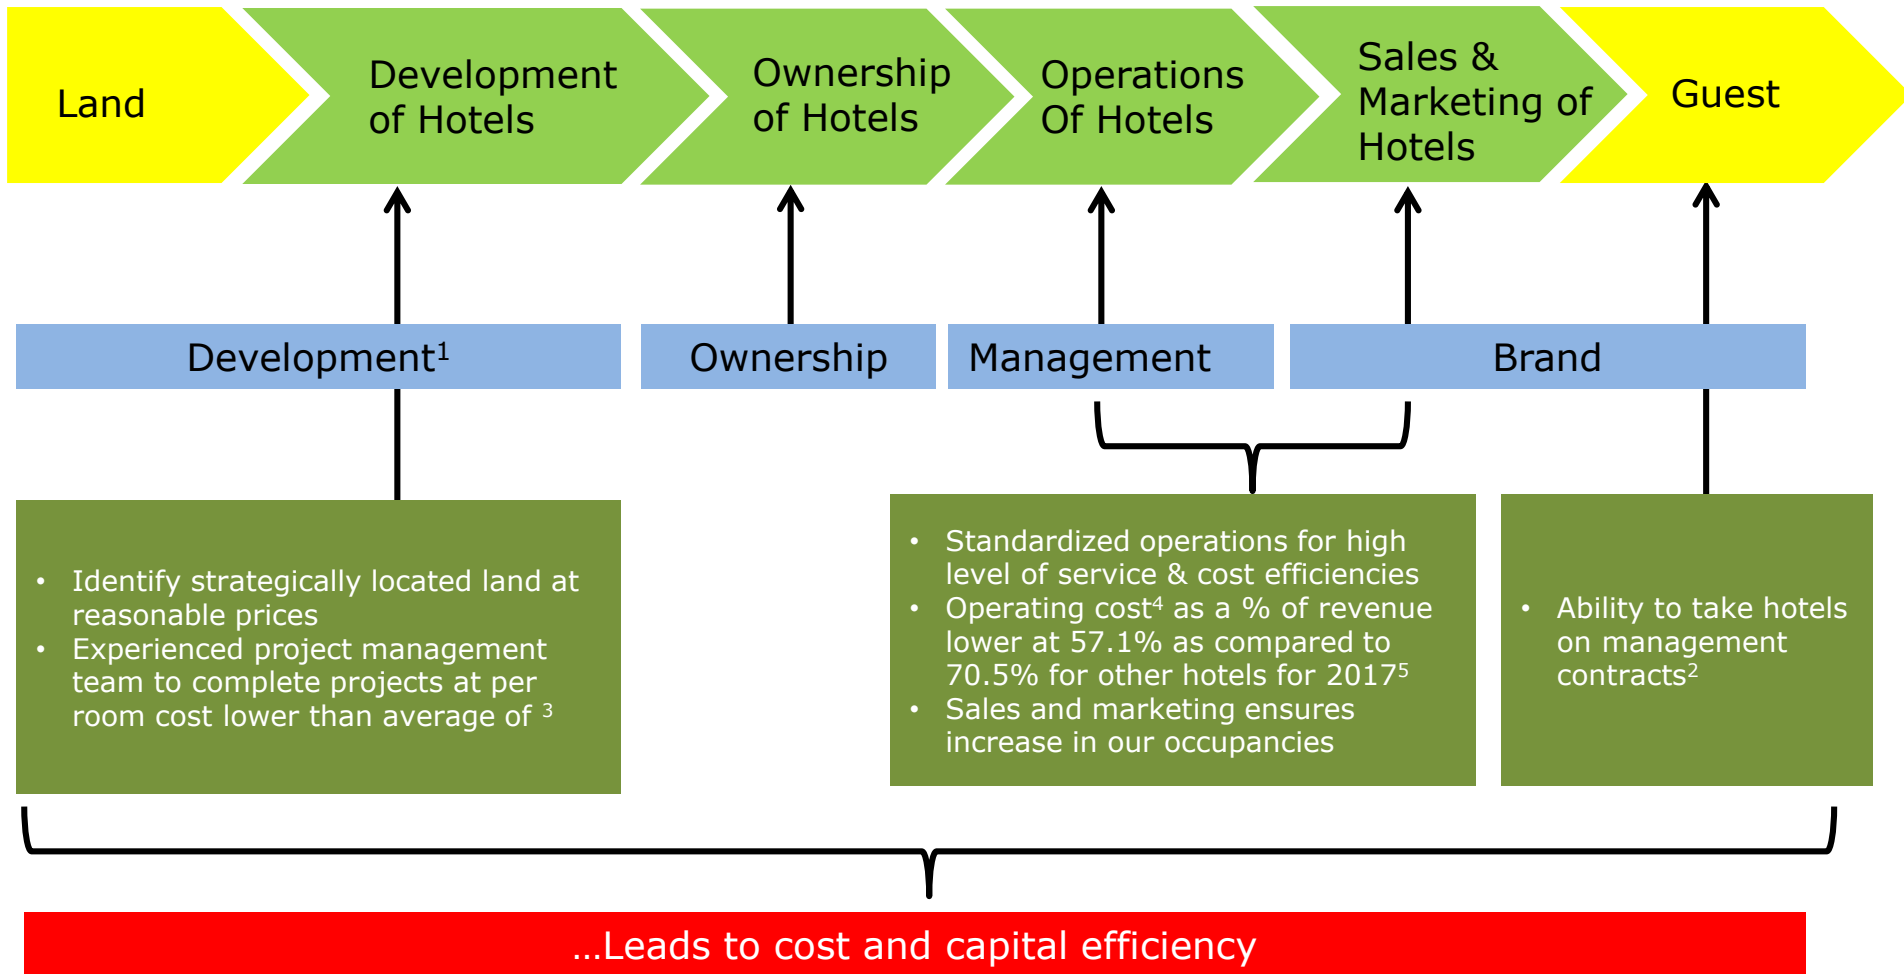 Land
Development
of Hotels
Ownership
of Hotels
Operations
Of Hotels
Sales &
Marketing of
Hotels
Guest
Development¹
Ownership
Management
Brand
• Identify strategically located land at
reasonable prices
• Experienced project management
team to complete projects at per
room cost lower than average of ³
• Standardized operations for high
level of service & cost efficiencies
• Operating cost⁴ as a % of revenue
lower at 57.1% as compared to
70.5% for other hotels for 2017⁵
• Sales and marketing ensures
increase in our occupancies
• Ability to take hotels
on management
contracts²
...Leads to cost and capital efficiency